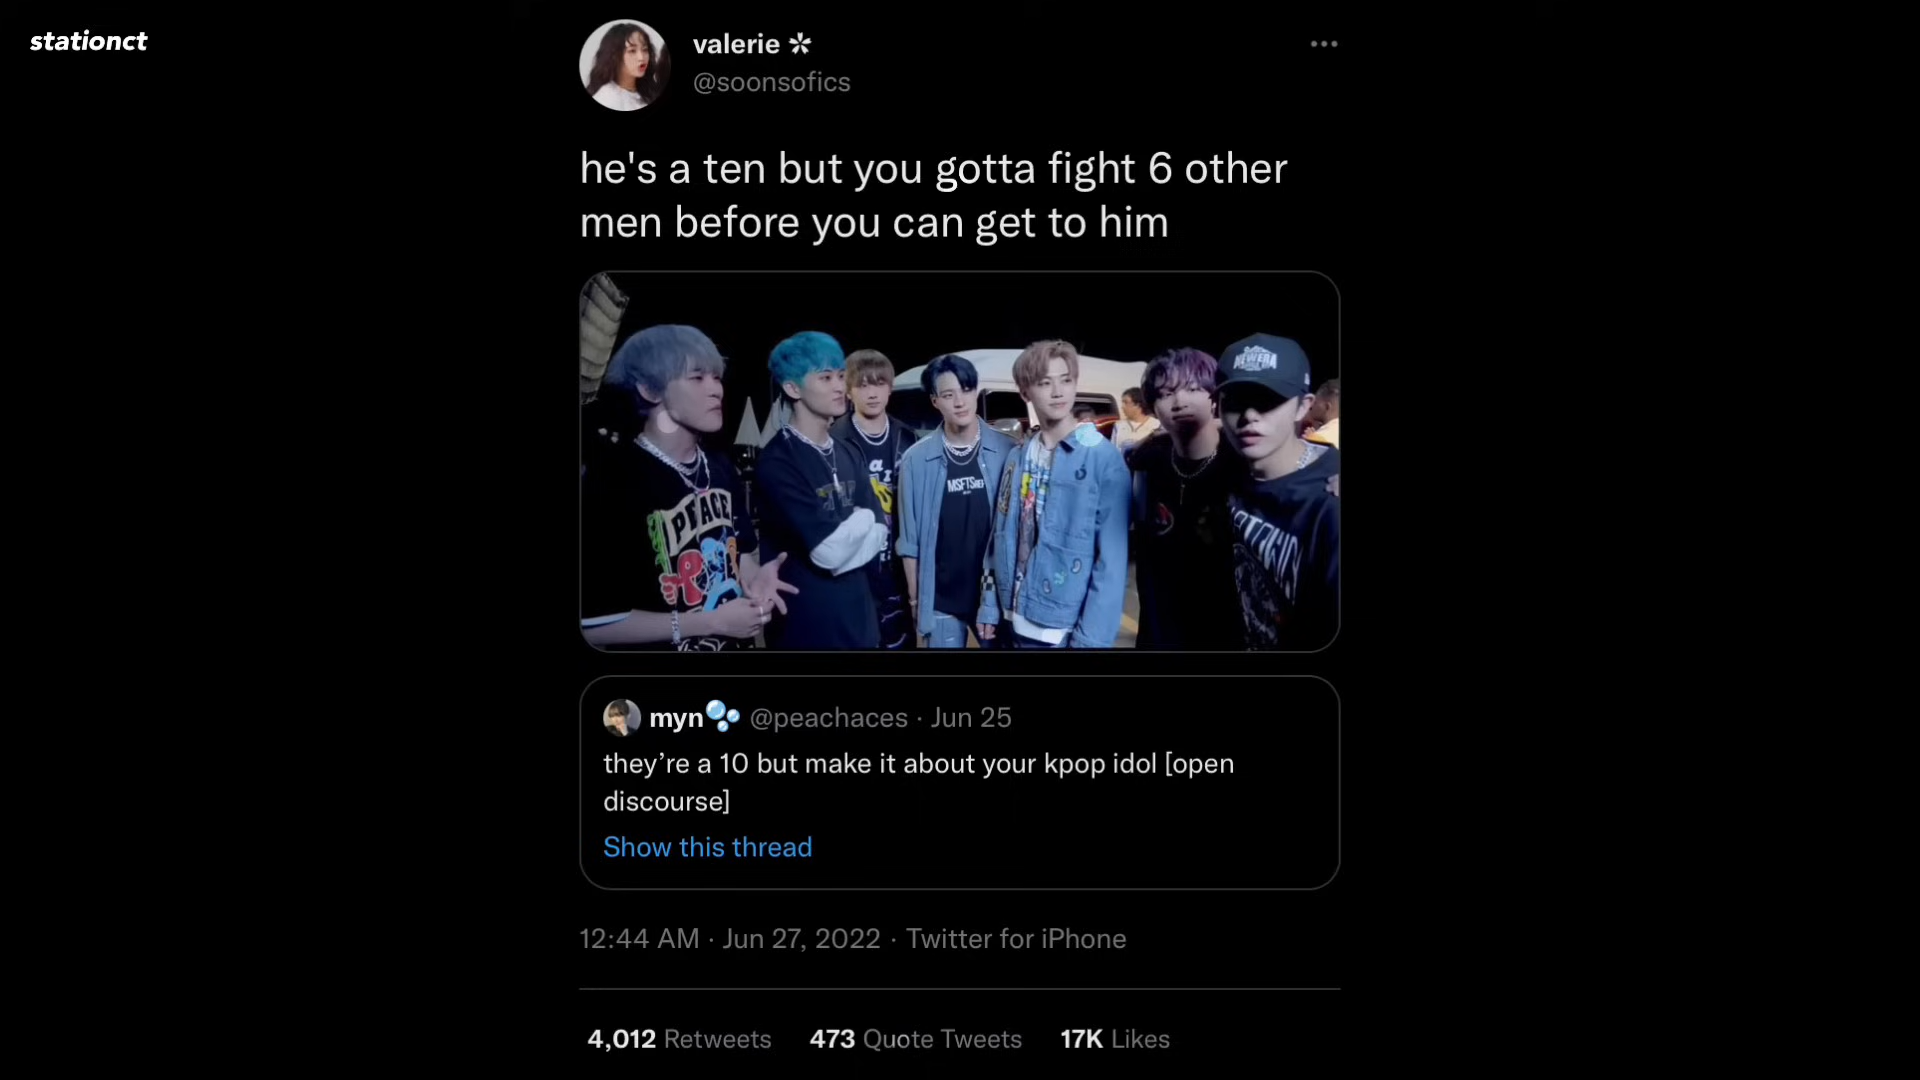 stationct
valerie ✲
@soonsofics
he's a ten but you gotta fight 6 other
men before you can get to him
NEW ERA
PEACE
MSFTSREP
myn🫧 @peachaces · Jun 25
they’re a 10 but make it about your kpop idol [open
discourse]
Show this thread
12:44 AM · Jun 27, 2022 · Twitter for iPhone
4,012 Retweets 473 Quote Tweets 17K Likes